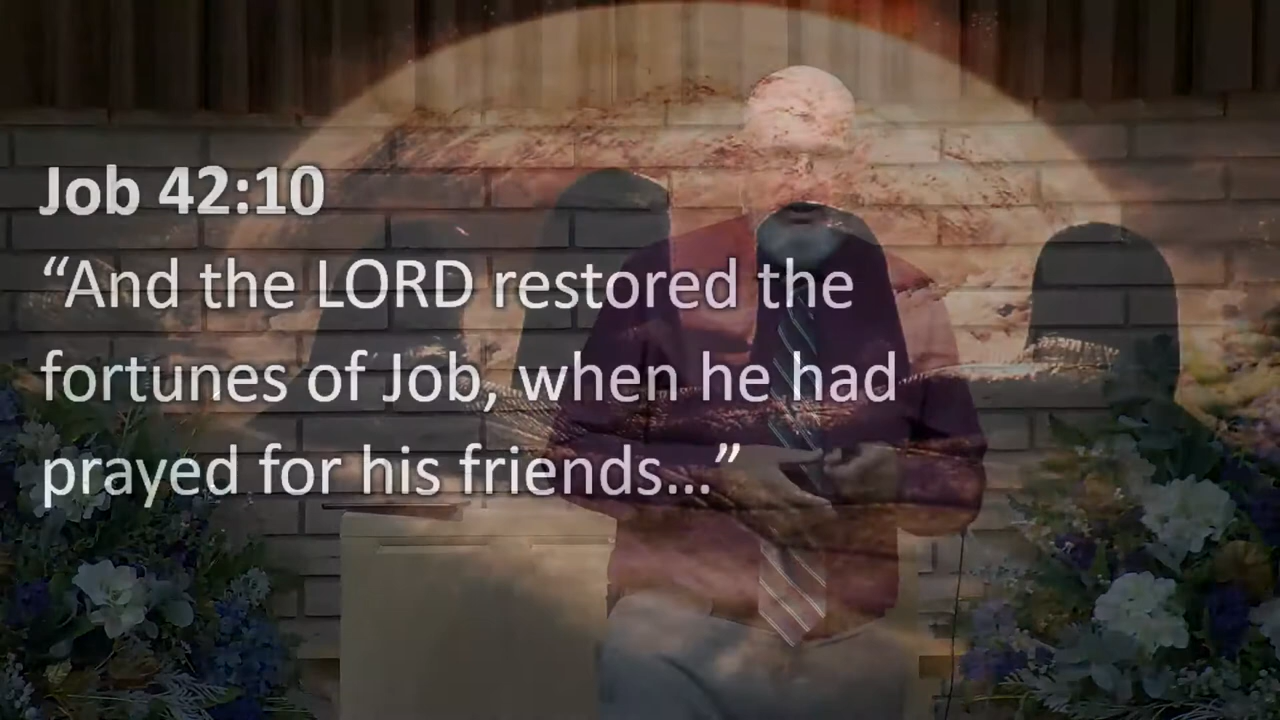 Job 42:10
“And the LORD restored the
fortunes of Job, when he had
prayed for his friends...”